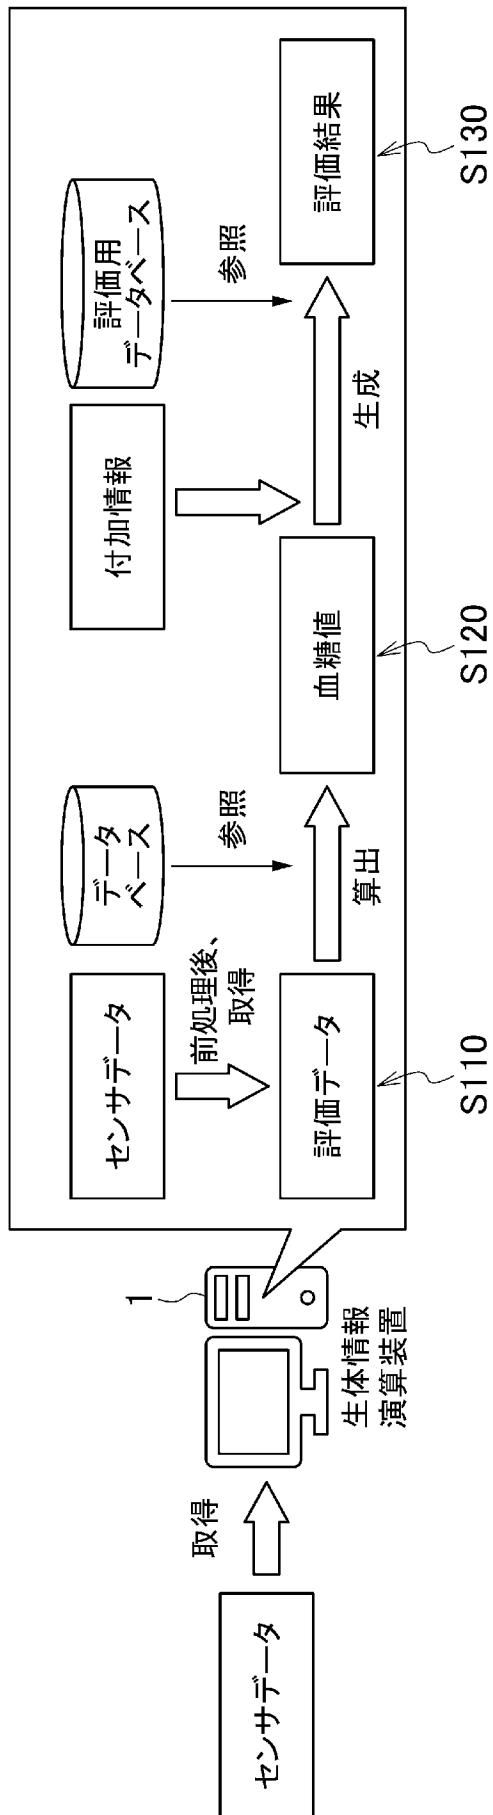 センサデータ
取得
生体情報
演算装置
1
センサデータ
前処理後、
取得
評価データ
S110
データ
ベース
参照
算出
血糖値
S120
付加情報
評価用
データベース
参照
生成
評価結果
S130